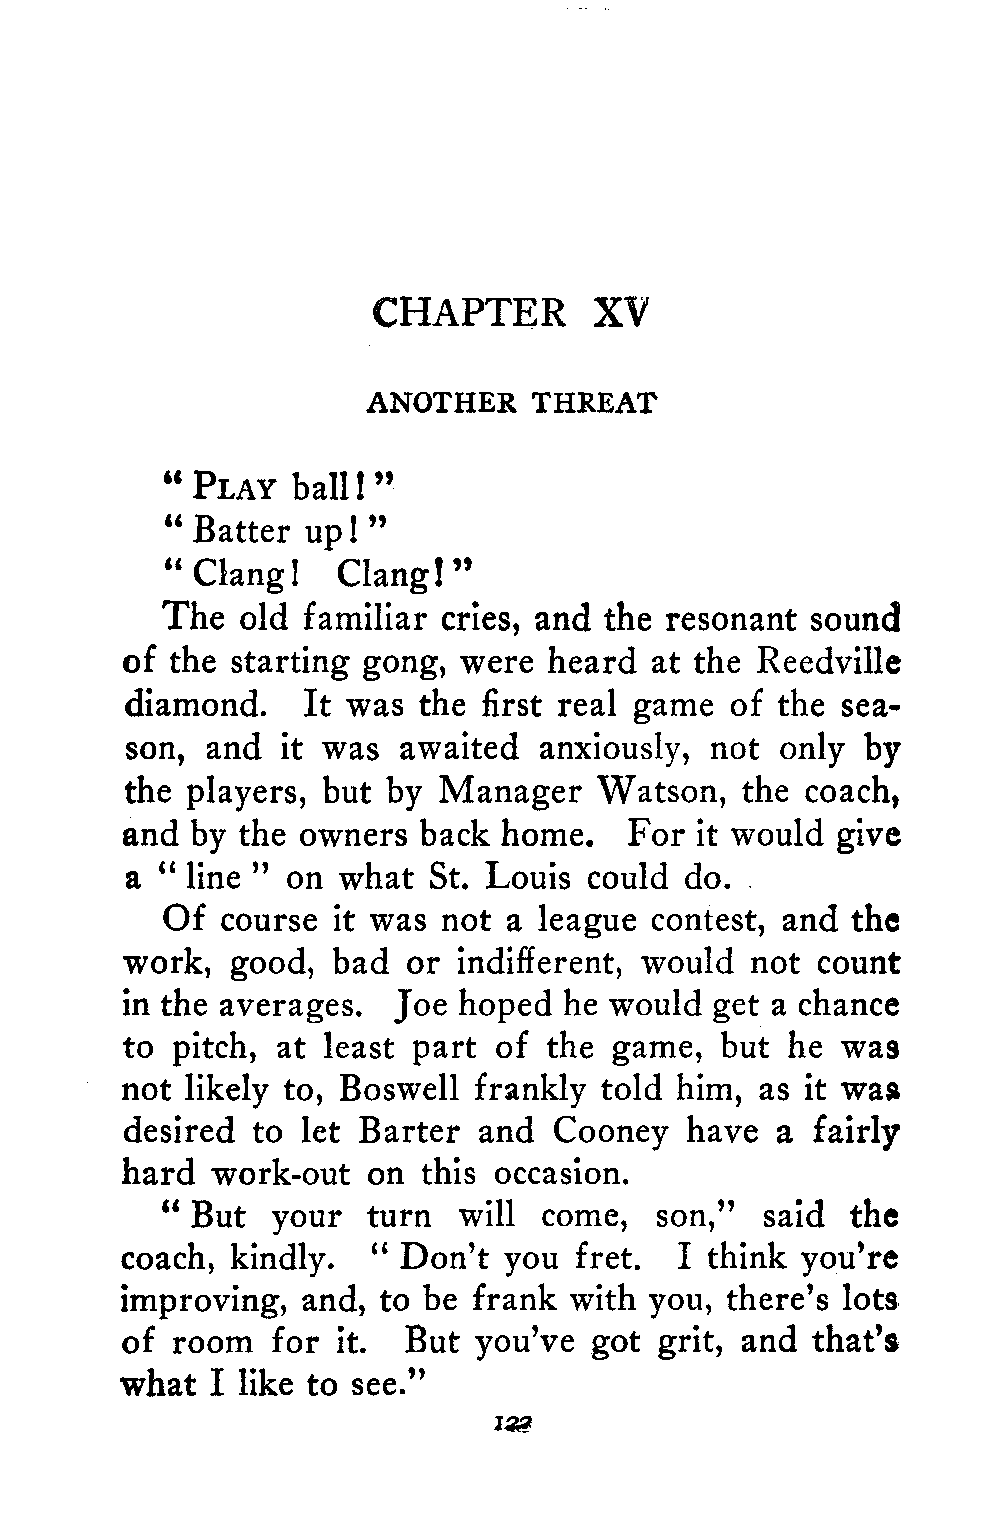 CHAPTER XV
ANOTHER THREAT
" PLAY ball! "
" Batter up! "
" Clang! Clang! "
The old familiar cries, and the resonant sound
of the starting gong, were heard at the Reedville
diamond. It was the first real game of the sea-
son, and it was awaited anxiously, not only by
the players, but by Manager Watson, the coach,
and by the owners back home. For it would give
a " line " on what St. Louis could do.
Of course it was not a league contest, and the
work, good, bad or indifferent, would not count
in the averages. Joe hoped he would get a chance
to pitch, at least part of the game, but he was
not likely to, Boswell frankly told him, as it was
desired to let Barter and Cooney have a fairly
hard work-out on this occasion.
" But your turn will come, son," said the
coach, kindly. " Don't you fret. I think you're
improving, and, to be frank with you, there's lots
of room for it. But you've got grit, and that's
what I like to see."
122